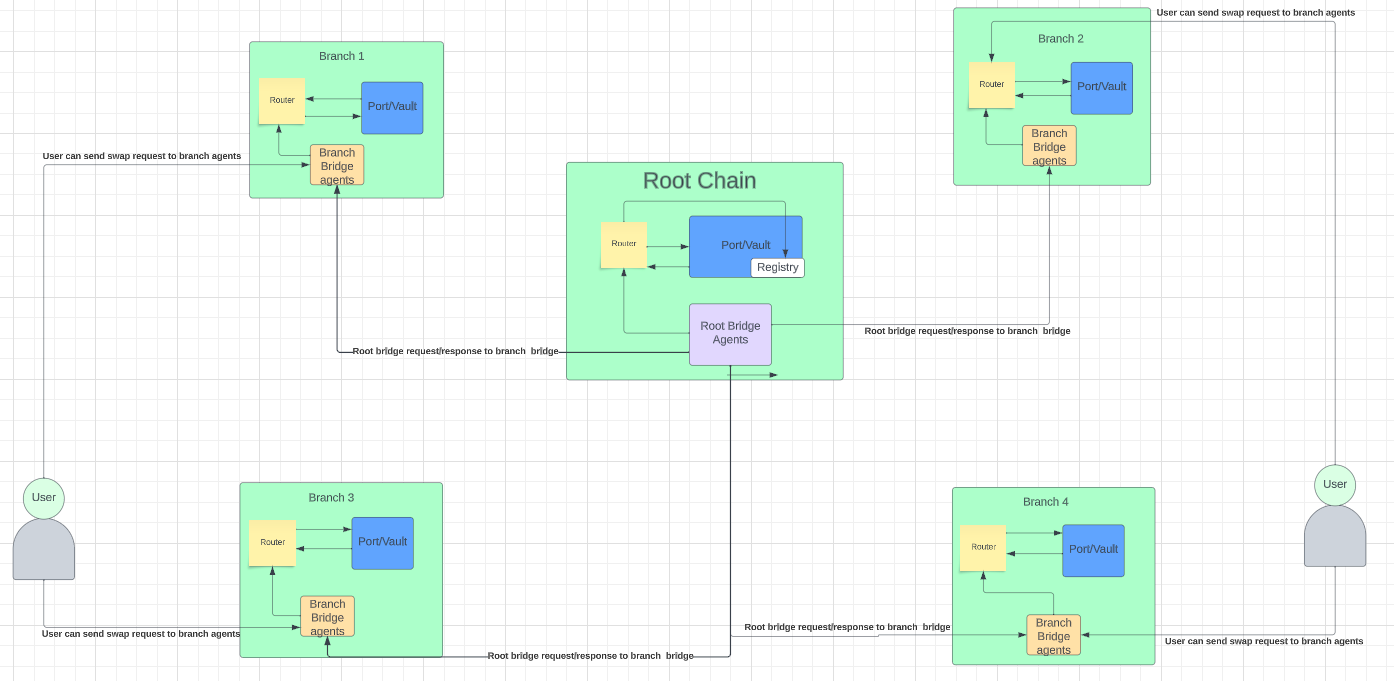 User can send swap request to branch agents
Branch 2
Router
Port/Vault
Branch
Bridge
agents
Branch 1
Router
Port/Vault
Branch
Bridge
agents
User can send swap request to branch agents
Root Chain
Router
Port/Vault
Registry
Root Bridge
Agents
Root bridge request/response to branch bridge
Root bridge request/response to branch bridge
User
User
Branch 3
Router
Port/Vault
Branch
Bridge
agents
User can send swap request to branch agents
Branch 4
Router
Port/Vault
Branch
Bridge
agents
Root bridge request/response to branch bridge
User can send swap request to branch agents
Root bridge request/response to branch bridge